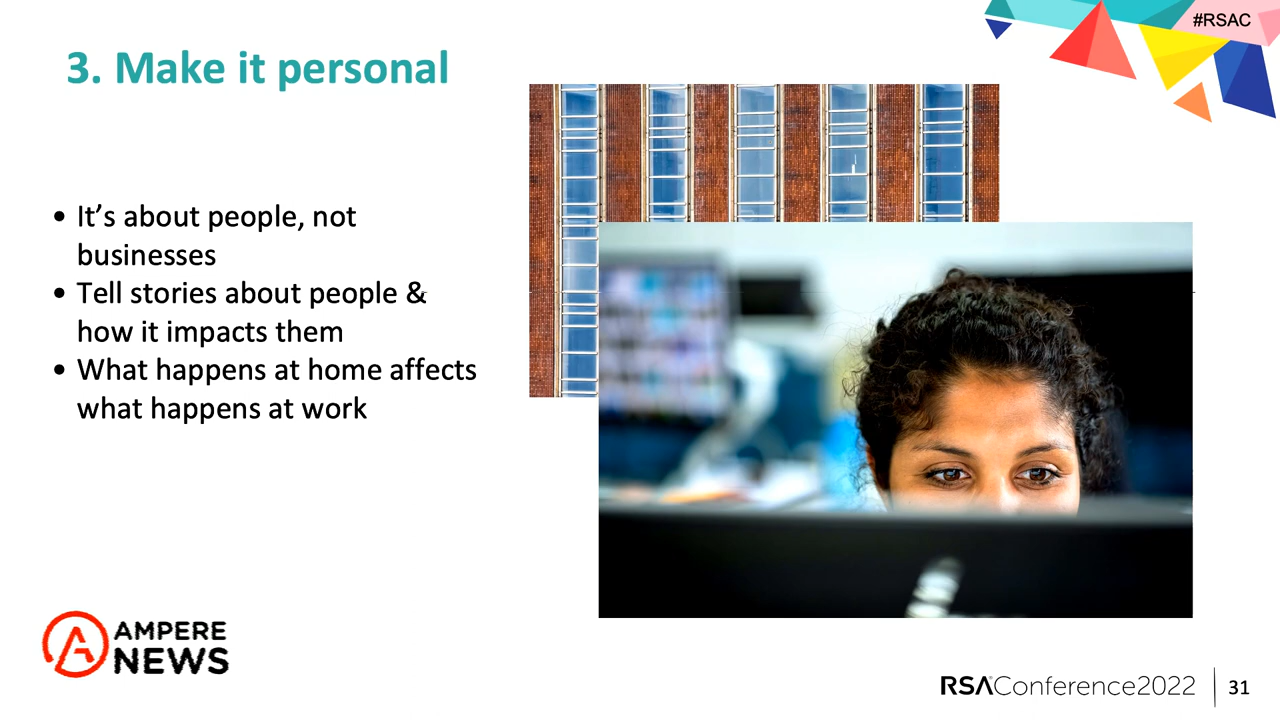 #RSAC
3. Make it personal
• It’s about people, not
businesses
• Tell stories about people &
how it impacts them
• What happens at home affects
what happens at work
AMPERE
NEWS
RSAConference2022
31